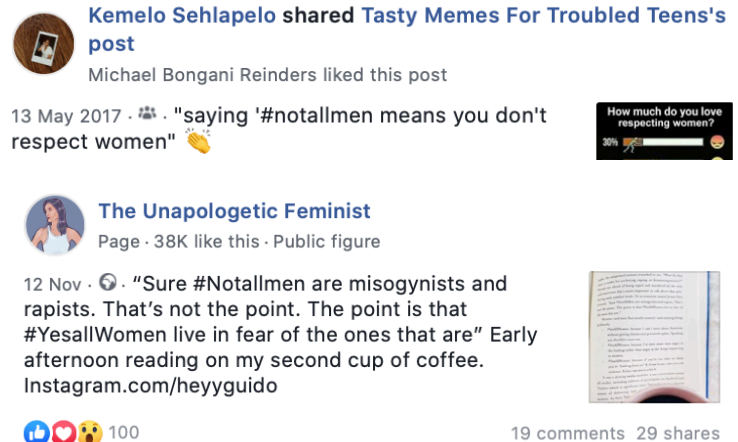 Kemelo Sehlapelo shared Tasty Memes For Troubled Teens's
post
Michael Bongani Reinders liked this post
13 May 2017 · · "saying '#notallmen means you don't
respect women" 👏
How much do you love
respecting women?
30%
The Unapologetic Feminist
Page · 38K like this · Public figure
12 Nov · · “Sure #Notallmen are misogynists and
rapists. That’s not the point. The point is that
#YesallWomen live in fear of the ones that are” Early
afternoon reading on my second cup of coffee.
Instagram.com/heyyguido
100
19 comments 29 shares